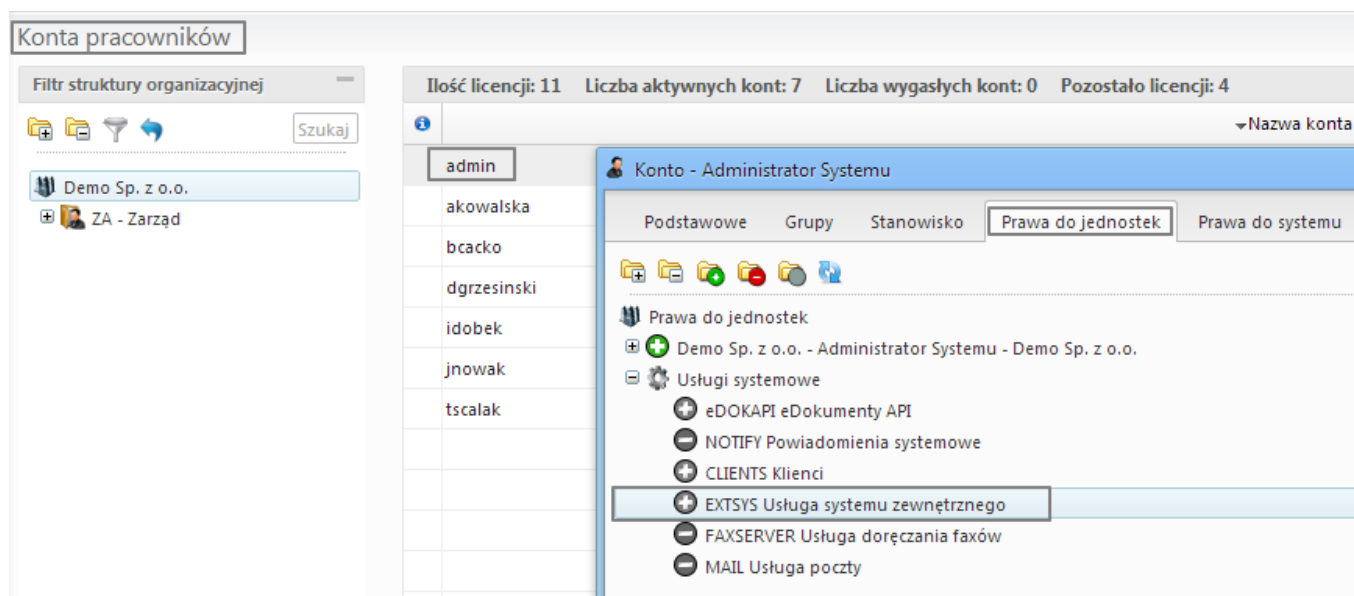 Konta pracowników
Filtr struktury organizacyjnej
Szukaj
Demo Sp. z o.o.
ZA - Zarząd
Ilość licencji: 11 Liczba aktywnych kont: 7 Liczba wygasłych kont: 0 Pozostało licencji: 4
Nazwa konta
admin
akowalska
bcacko
dgrzesinski
idobek
jnowak
tscalak
Konto - Administrator Systemu
Podstawowe Grupy Stanowisko Prawa do jednostek Prawa do systemu
Prawa do jednostek
Demo Sp. z o.o. - Administrator Systemu - Demo Sp. z o.o.
Usługi systemowe
eDOKAPI eDokumenty API
NOTIFY Powiadomienia systemowe
CLIENTS Klienci
EXTSYS Usługa systemu zewnętrznego
FAXSERVER Usługa doręczania faxów
MAIL Usługa poczty